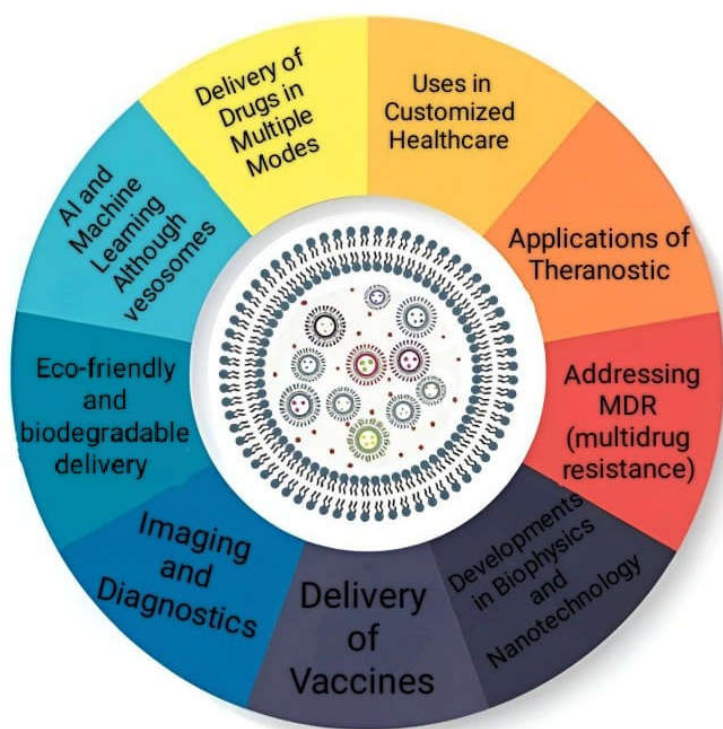 Delivery of
Drugs in
Multiple
Modes
Uses in
Customized
Healthcare
Applications of
Theranostic
Addressing
MDR
(multidrug
resistance)
Developments
in Biophysics
and
Nanotechnology
Delivery
of
Vaccines
Imaging
and
Diagnostics
Eco-friendly
and
biodegradable
delivery
AI and
Machine
Learning
Although
vesosomes